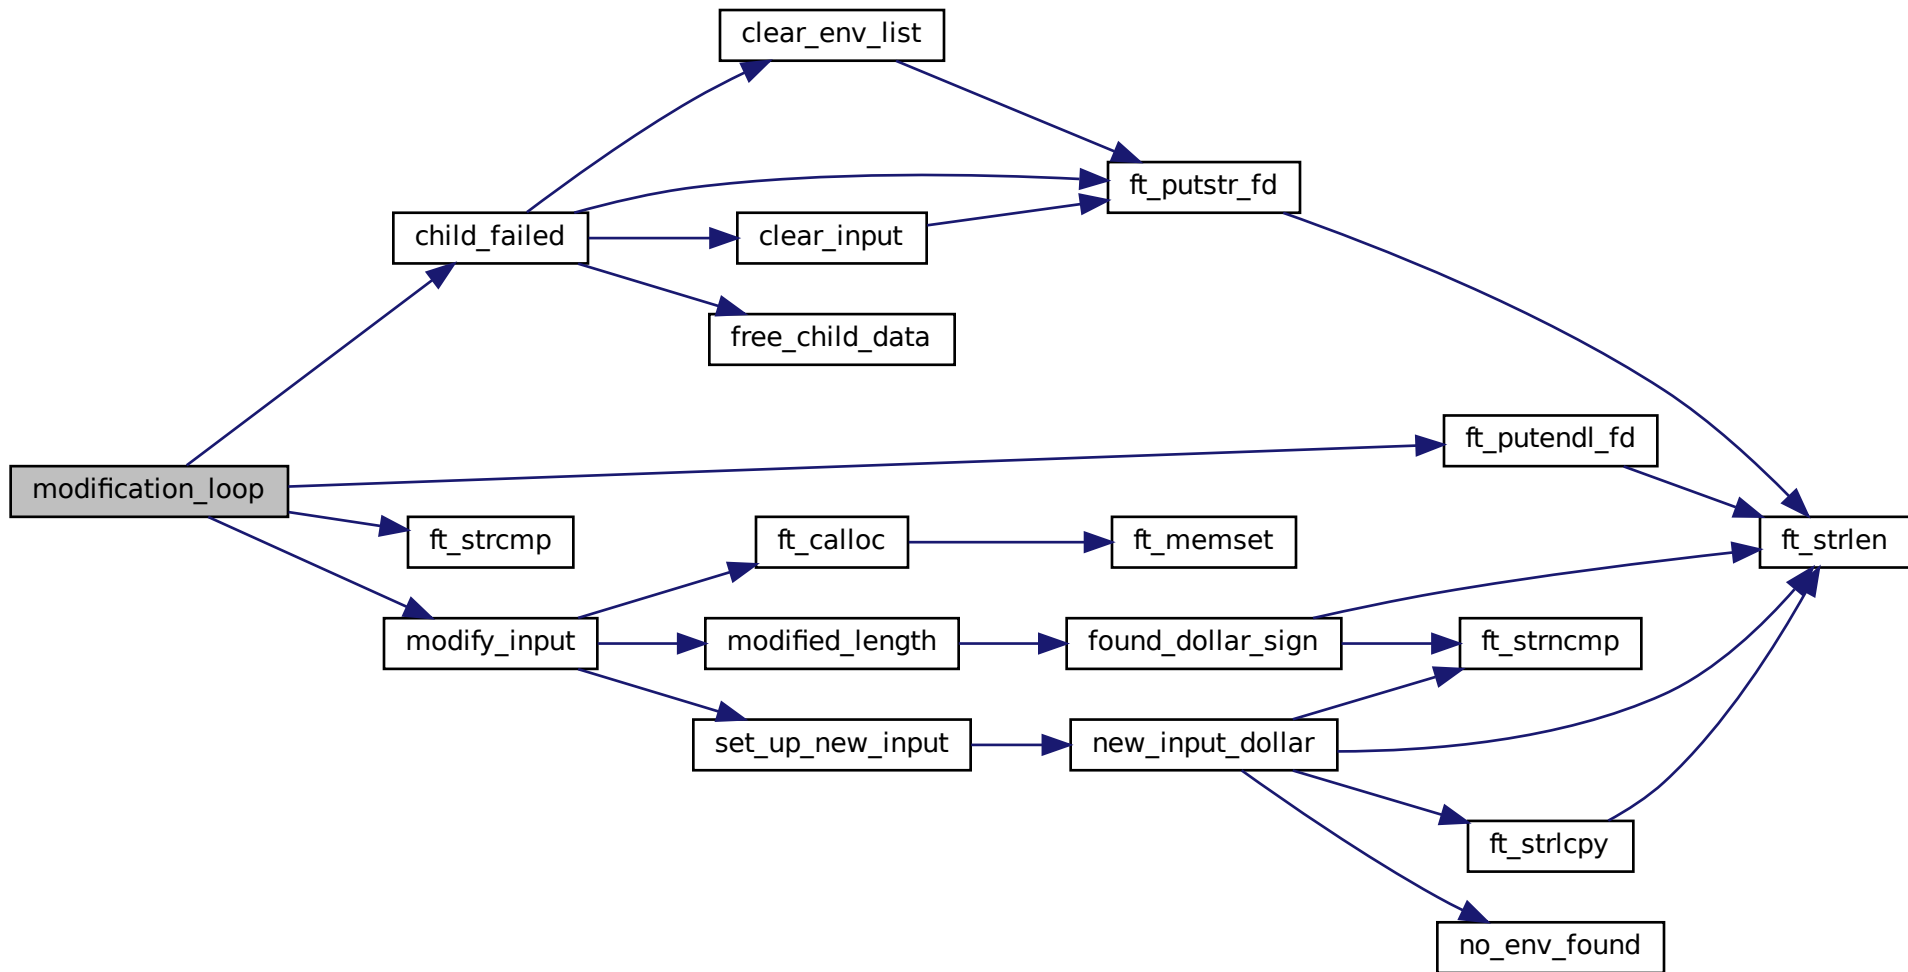 clear_env_list
ft_putstr_fd
child_failed
clear_input
free_child_data
ft_putendl_fd
modification_loop
ft_strcmp
ft_calloc
ft_memset
ft_strlen
modify_input
modified_length
found_dollar_sign
ft_strncmp
set_up_new_input
new_input_dollar
ft_strlcpy
no_env_found